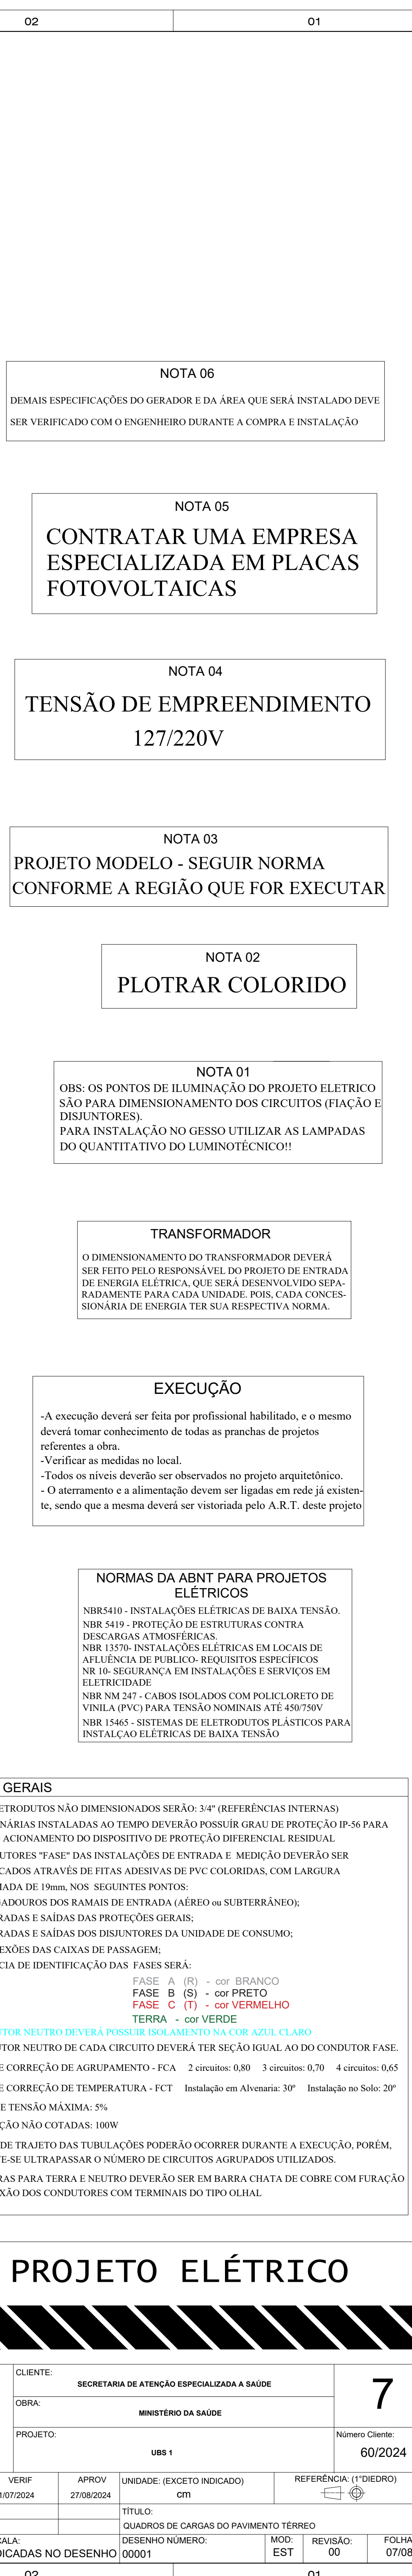 02 01
NOTA 06
DEMAIS ESPECIFICAÇÕES DO GERADOR E DA ÁREA QUE SERÁ INSTALADO DEVE
SER VERIFICADO COM O ENGENHEIRO DURANTE A COMPRA E INSTALAÇÃO
NOTA 05
CONTRATAR UMA EMPRESA
ESPECIALIZADA EM PLACAS
FOTOVOLTAICAS
NOTA 04
TENSÃO DE EMPREENDIMENTO
127/220V
NOTA 03
PROJETO MODELO - SEGUIR NORMA
CONFORME A REGIÃO QUE FOR EXECUTAR
NOTA 02
PLOTRAR COLORIDO
NOTA 01
OBS: OS PONTOS DE ILUMINAÇÃO DO PROJETO ELETRICO
SÃO PARA DIMENSIONAMENTO DOS CIRCUITOS (FIAÇÃO E
DISJUNTORES).
PARA INSTALAÇÃO NO GESSO UTILIZAR AS LAMPADAS
DO QUANTITATIVO DO LUMINOTÉCNICO!!
TRANSFORMADOR
O DIMENSIONAMENTO DO TRANSFORMADOR DEVERÁ
SER FEITO PELO RESPONSÁVEL DO PROJETO DE ENTRADA
DE ENERGIA ELÉTRICA, QUE SERÁ DESENVOLVIDO SEPA-
RADAMENTE PARA CADA UNIDADE. POIS, CADA CONCES-
SIONÁRIA DE ENERGIA TER SUA RESPECTIVA NORMA.
EXECUÇÃO
-A execução deverá ser feita por profissional habilitado, e o mesmo
deverá tomar conhecimento de todas as pranchas de projetos
referentes a obra.
-Verificar as medidas no local.
-Todos os níveis deverão ser observados no projeto arquitetônico.
- O aterramento e a alimentação devem ser ligadas em rede já existen-
te, sendo que a mesma deverá ser vistoriada pelo A.R.T. deste projeto
NORMAS DA ABNT PARA PROJETOS
ELÉTRICOS
NBR5410 - INSTALAÇÕES ELÉTRICAS DE BAIXA TENSÃO.
NBR 5419 - PROTEÇÃO DE ESTRUTURAS CONTRA
DESCARGAS ATMOSFÉRICAS.
NBR 13570- INSTALAÇÕES ELÉTRICAS EM LOCAIS DE
AFLUÊNCIA DE PUBLICO- REQUISITOS ESPECÍFICOS
NR 10- SEGURANÇA EM INSTALAÇÕES E SERVIÇOS EM
ELETRICIDADE
NBR NM 247 - CABOS ISOLADOS COM POLICLORETO DE
VINILA (PVC) PARA TENSÃO NOMINAIS ATÉ 450/750V
NBR 15465 - SISTEMAS DE ELETRODUTOS PLÁSTICOS PARA
INSTALÇAO ELÉTRICAS DE BAIXA TENSÃO
GERAIS
ETRODUTOS NÃO DIMENSIONADOS SERÃO: 3/4" (REFERÊNCIAS INTERNAS)
NÁRIAS INSTALADAS AO TEMPO DEVERÃO POSSUÍR GRAU DE PROTEÇÃO IP-56 PARA
ACIONAMENTO DO DISPOSITIVO DE PROTEÇÃO DIFERENCIAL RESIDUAL
UTORES "FASE" DAS INSTALAÇÕES DE ENTRADA E MEDIÇÃO DEVERÃO SER
CADOS ATRAVÉS DE FITAS ADESIVAS DE PVC COLORIDAS, COM LARGURA
MADA DE 19mm, NOS SEGUINTES PONTOS:
GADOUROS DOS RAMAIS DE ENTRADA (AÉREO ou SUBTERRÂNEO);
RADAS E SAÍDAS DAS PROTEÇÕES GERAIS;
RADAS E SAÍDAS DOS DISJUNTORES DA UNIDADE DE CONSUMO;
EXÕES DAS CAIXAS DE PASSAGEM;
CIA DE IDENTIFICAÇÃO DAS FASES SERÁ:
FASE A (R) - cor BRANCO
FASE B (S) - cor PRETO
FASE C (T) - cor VERMELHO
TERRA - cor VERDE
UTOR NEUTRO DEVERÁ POSSUIR ISOLAMENTO NA COR AZUL CLARO
UTOR NEUTRO DE CADA CIRCUITO DEVERÁ TER SEÇÃO IGUAL AO DO CONDUTOR FASE.
E CORREÇÃO DE AGRUPAMENTO - FCA 2 circuitos: 0,80 3 circuitos: 0,70 4 circuitos: 0,65
E CORREÇÃO DE TEMPERATURA - FCT Instalação em Alvenaria: 30º Instalação no Solo: 20º
E TENSÃO MÁXIMA: 5%
ÇÃO NÃO COTADAS: 100W
DE TRAJETO DAS TUBULAÇÕES PODERÃO OCORRER DURANTE A EXECUÇÃO, PORÉM,
E-SE ULTRAPASSAR O NÚMERO DE CIRCUITOS AGRUPADOS UTILIZADOS.
RAS PARA TERRA E NEUTRO DEVERÃO SER EM BARRA CHATA DE COBRE COM FURAÇÃO
XÃO DOS CONDUTORES COM TERMINAIS DO TIPO OLHAL
PROJETO ELÉTRICO
CLIENTE:
SECRETARIA DE ATENÇÃO ESPECIALIZADA A SAÚDE
7
OBRA:
MINISTÉRIO DA SAÚDE
PROJETO:
UBS 1
Número Cliente:
60/2024
VERIF APROV UNIDADE: (EXCETO INDICADO) REFERÊNCIA: (1°DIEDRO)
1/07/2024 27/08/2024 cm
TÍTULO:
QUADROS DE CARGAS DO PAVIMENTO TÉRREO
CALA: DESENHO NÚMERO: MOD: REVISÃO: FOLHA
DICADAS NO DESENHO 00001 EST 00 07/08
02 01